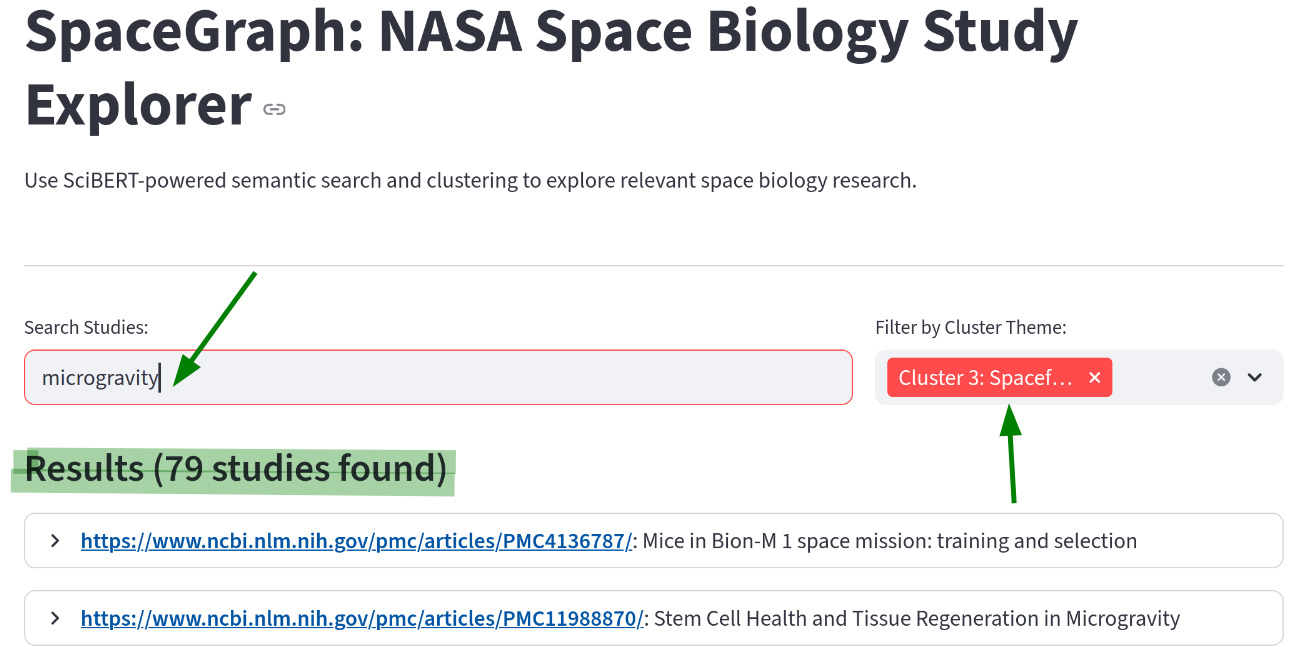 SpaceGraph: NASA Space Biology Study
Explorer
Use SciBERT-powered semantic search and clustering to explore relevant space biology research.
Search Studies:
Filter by Cluster Theme:
microgravity
Cluster 3: Spacef...
Results (79 studies found)
https://www.ncbi.nlm.nih.gov/pmc/articles/PMC4136787/: Mice in Bion-M 1 space mission: training and selection
https://www.ncbi.nlm.nih.gov/pmc/articles/PMC11988870/: Stem Cell Health and Tissue Regeneration in Microgravity